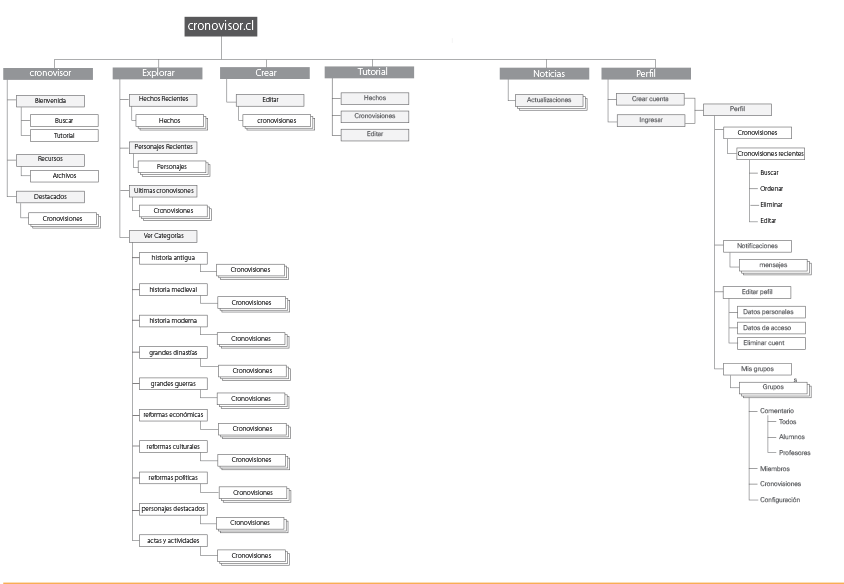 cronovisor.cl
cronovisor
Bienvenida
Buscar
Tutorial
Recursos
Archivos
Destacados
Cronovisiones
Explorar
Hechos Recientes
Hechos
Personajes Recientes
Personajes
Ultimas cronovisones
Cronovisiones
Ver Categorías
historia antigua
Cronovisiones
historia medieval
Cronovisiones
historia moderna
Cronovisiones
grandes dinastías
Cronovisiones
grandes guerras
Cronovisiones
reformas económicas
Cronovisiones
reformas culturales
Cronovisiones
reformas políticas
Cronovisiones
personajes destacados
Cronovisiones
actas y actividades
Cronovisiones
Crear
Editar
cronovisiones
Tutorial
Hechos
Cronovisiones
Editar
Noticias
Actualizaciones
Perfil
Crear cuenta
Ingresar
Perfil
Cronovisiones
Cronovisiones recientes
Buscar
Ordenar
Eliminar
Editar
Notificaciones
mensajes
Editar pefil
Datos personales
Datos de acceso
Eliminar cuent
Mis grupos
s
Grupos
Comentario
Todos
Alumnos
Profesores
Miembros
Cronovisiones
Configuración